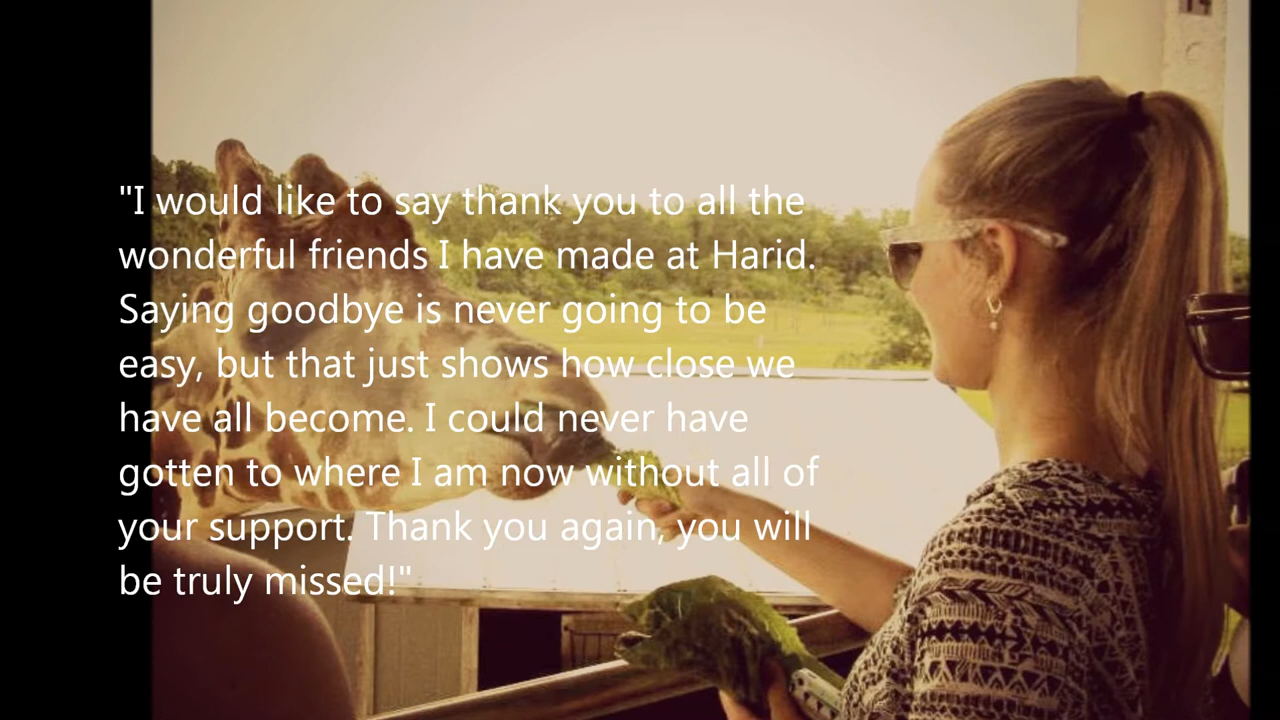 "I would like to say thank you to all the
wonderful friends I have made at Harid.
Saying goodbye is never going to be
easy, but that just shows how close we
have all become. I could never have
gotten to where I am now without all of
your support. Thank you again, you will
be truly missed!"